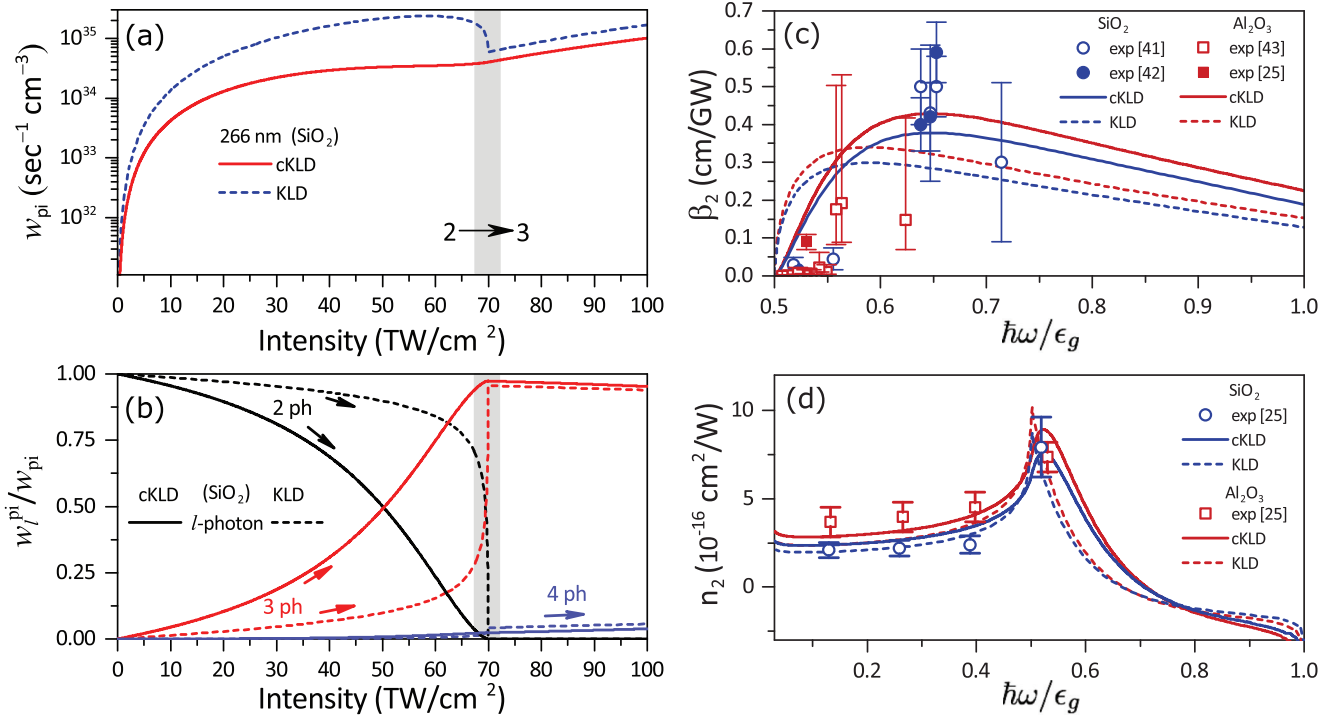 (a)
w_pi (sec⁻¹ cm⁻³)
10³⁵
10³⁴
10³³
10³²
266 nm (SiO₂)
cKLD
KLD
2 → 3
0 10 20 30 40 50 60 70 80 90 100
Intensity (TW/cm ²)
(b)
w_l^pi/w_pi
1.00
0.75
0.50
0.25
0.00
2 ph
cKLD (SiO₂) KLD
l-photon
3 ph
4 ph
0 10 20 30 40 50 60 70 80 90 100
Intensity (TW/cm ²)
(c)
β₂ (cm/GW)
0.7
0.6
0.5
0.4
0.3
0.2
0.1
0.0
SiO₂ Al₂O₃
exp [41] exp [43]
exp [42] exp [25]
cKLD cKLD
KLD KLD
0.5 0.6 0.7 0.8 0.9 1.0
ℏω/ϵ_g
(d)
n₂ (10⁻¹⁶ cm²/W)
10
5
0
SiO₂
exp [25]
cKLD
KLD
Al₂O₃
exp [25]
cKLD
KLD
0.2 0.4 0.6 0.8 1.0
ℏω/ϵ_g